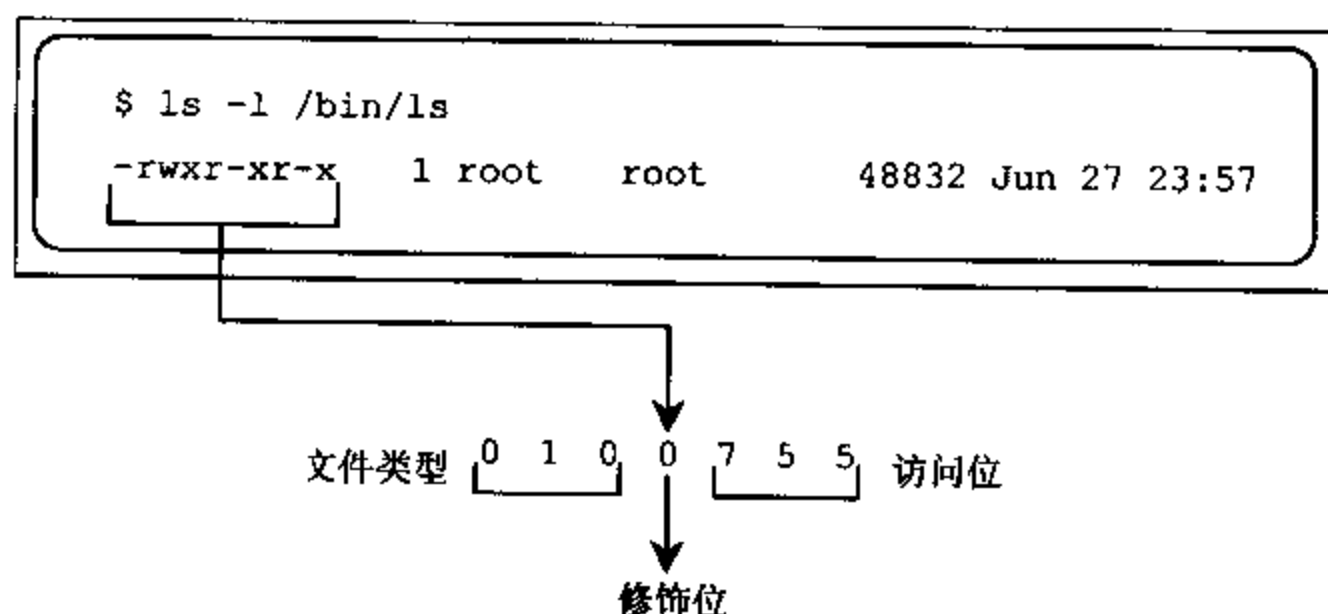 $ ls -l /bin/ls
-rwxr-xr-x 1 root root 48832 Jun 27 23:57
文件类型 0 1 0 0 7 5 5 访问位
修饰位